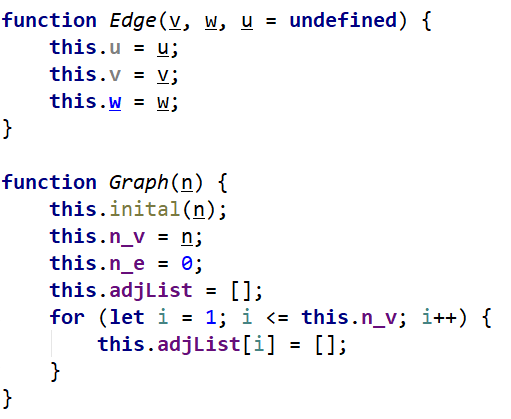 function Edge(v, w, u = undefined) {
    this.u = u;
    this.v = v;
    this.w = w;
}
function Graph(n) {
    this.inital(n);
    this.n_v = n;
    this.n_e = 0;
    this.adjList = [];
    for (let i = 1; i <= this.n_v; i++) {
        this.adjList[i] = [];
    }
}